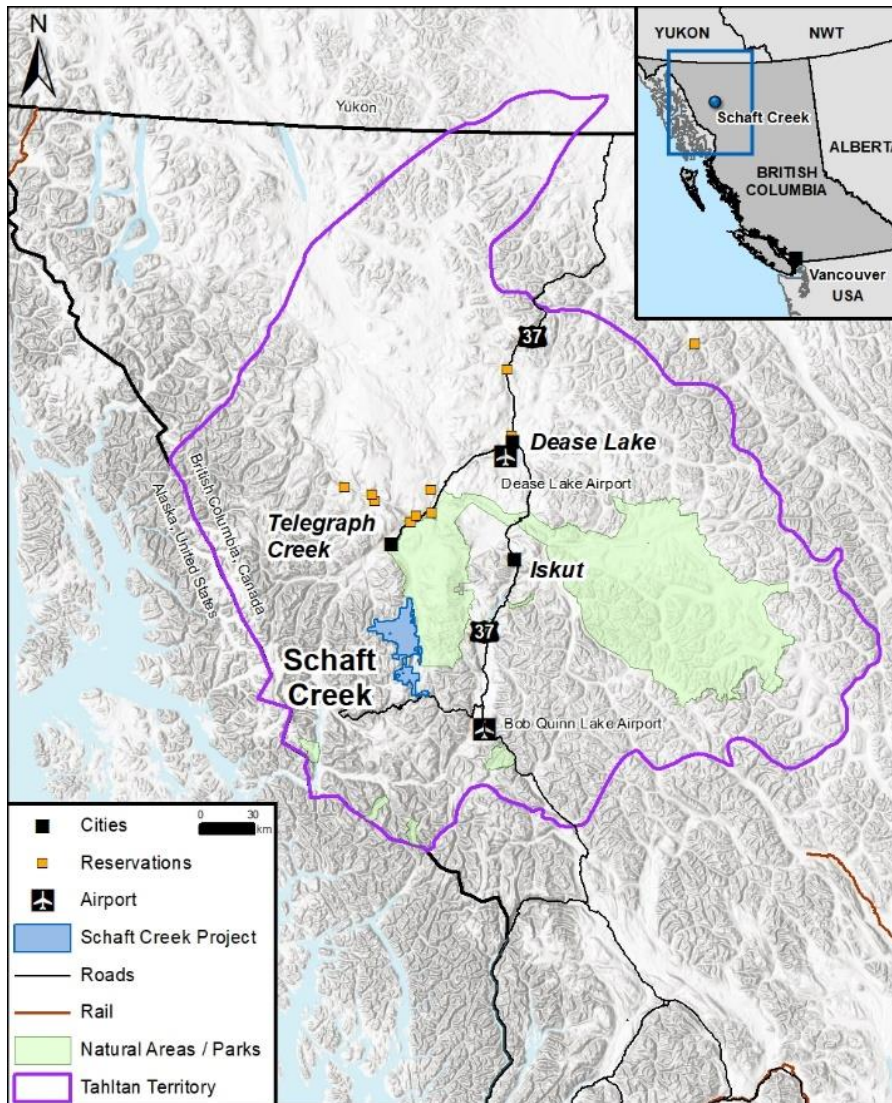 N
YUKON
NWT
Schaft Creek
ALBERTA
BRITISH
COLUMBIA
Vancouver
USA
Yukon
37
Dease Lake
Dease Lake Airport
British Columbia, Canada
Alaska, United States
Telegraph
Creek
Iskut
37
Schaft
Creek
Bob Quinn Lake Airport
0 30
km
Cities
Reservations
Airport
Schaft Creek Project
Roads
Rail
Natural Areas / Parks
Tahltan Territory